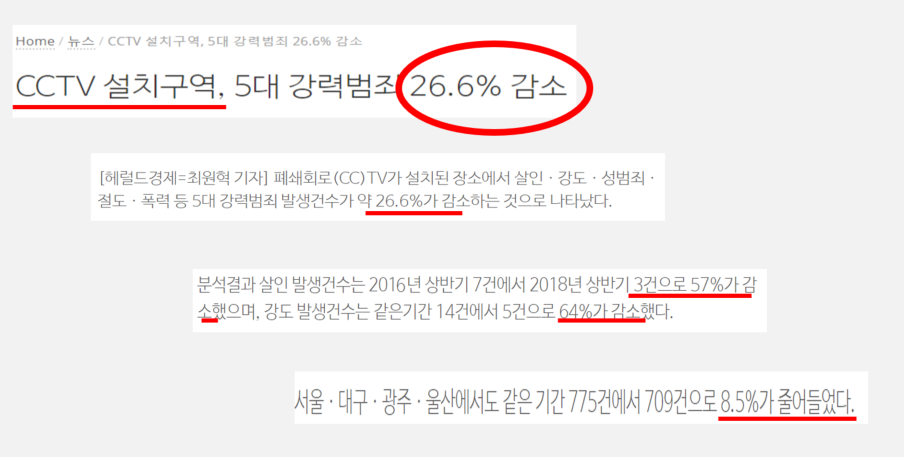 Home / 뉴스 / CCTV 설치구역, 5대 강력범죄 26.6% 감소
CCTV 설치구역, 5대 강력범죄 26.6% 감소
[헤럴드경제=최원혁 기자] 폐쇄회로(CC)TV가 설치된 장소에서 살인 · 강도 · 성범죄 ·
절도 · 폭력 등 5대 강력범죄 발생건수가 약 26.6%가 감소하는 것으로 나타났다.
분석결과 살인 발생건수는 2016년 상반기 7건에서 2018년 상반기 3건으로 57%가 감
소했으며, 강도 발생건수는 같은기간 14건에서 5건으로 64%가 감소했다.
서울 · 대구 · 광주 · 울산에서도 같은 기간 775건에서 709건으로 8.5%가 줄어들었다.